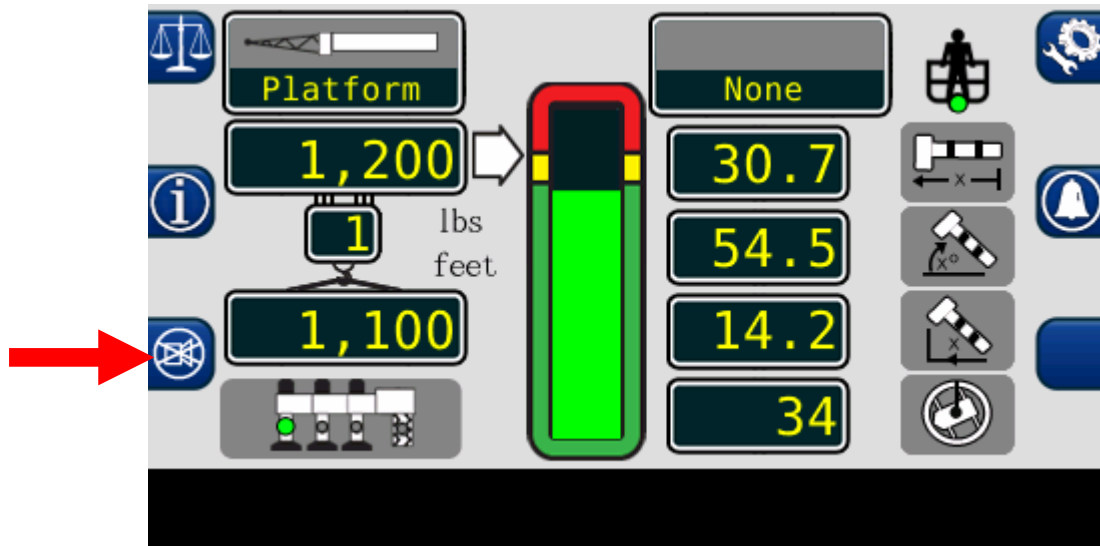 Platform
None
1,200
30.7
1
lbs
feet
54.5
1,100
14.2
34
x
x°
x